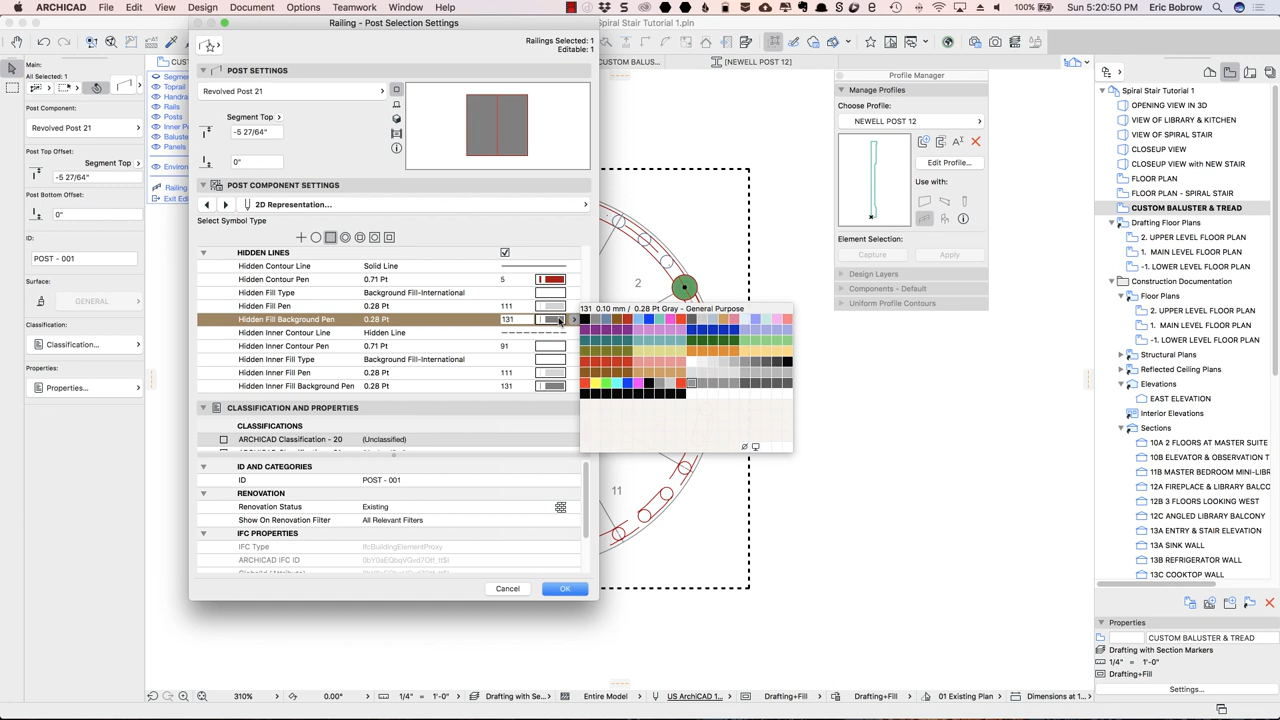 ARCHICAD File Edit View Design Document Options Teamwork Window Help 100% Sun 5:20:50 PM Eric Bobrow
Railing - Post Selection Settings
Spiral Stair Tutorial 1.pln
Railings Selected: 1
Editable: 1
Main:
All Selected: 1
Post Component:
Revolved Post 21
Post Top Offset:
Segment Top
-5 27/64"
Post Bottom Offset:
0"
ID:
POST - 001
Surface:
GENERAL
Classification:
Classification...
Properties:
Properties...
POST SETTINGS
Revolved Post 21
Segment Top
-5 27/64"
0"
POST COMPONENT SETTINGS
2D Representation...
Select Symbol Type
HIDDEN LINES
Hidden Contour Line Solid Line
Hidden Contour Pen 0.71 Pt 5
Hidden Fill Type Background Fill-International
Hidden Fill Pen 0.28 Pt 111
Hidden Fill Background Pen 0.28 Pt 131
Hidden Inner Contour Line Hidden Line
Hidden Inner Contour Pen 0.71 Pt 91
Hidden Inner Fill Type Background Fill-International
Hidden Inner Fill Pen 0.28 Pt 111
Hidden Inner Fill Background Pen 0.28 Pt 131
CLASSIFICATION AND PROPERTIES
CLASSIFICATIONS
ARCHICAD Classification - 20 (Unclassified)
ID AND CATEGORIES
ID POST - 001
RENOVATION
Renovation Status Existing
Show On Renovation Filter All Relevant Filters
IFC PROPERTIES
IFC Type IfcBuildingElementProxy
Cancel OK
CUSTOM BALUS... [NEWELL POST 12]
2
11
131 0.10 mm / 0.28 Pt Gray - General Purpose
Profile Manager
Manage Profiles
Choose Profile:
NEWELL POST 12
Edit Profile...
Use with:
Element Selection:
Capture Apply
Design Layers
Components - Default
Uniform Profile Contours
Spiral Stair Tutorial 1
OPENING VIEW IN 3D
VIEW OF LIBRARY & KITCHEN
VIEW OF SPIRAL STAIR
CLOSEUP VIEW
CLOSEUP VIEW with NEW STAIR
FLOOR PLAN
FLOOR PLAN - SPIRAL STAIR
CUSTOM BALUSTER & TREAD
Drafting Floor Plans
2. UPPER LEVEL FLOOR PLAN
1. MAIN LEVEL FLOOR PLAN
-1. LOWER LEVEL FLOOR PLAN
Construction Documents
Floor Plans
2. UPPER LEVEL FLOOR PLAN
1. MAIN LEVEL FLOOR PLAN
-1. LOWER LEVEL FLOOR PLAN
Structural Plans
Reflected Ceiling Plans
Elevations
EAST ELEVATION
Interior Elevations
Sections
10A 2 FLOORS AT MASTER SUITE
10B ELEVATOR & OBSERVATION T
11B MASTER BEDROOM MINI-LIBR
12A FIREPLACE & LIBRARY BALCO
12B 3 FLOORS LOOKING WEST
12C ANGLED LIBRARY BALCONY
13A ENTRY & STAIR ELEVATION
13A SINK WALL
13B REFRIGERATOR WALL
13C COOKTOP WALL
Properties
CUSTOM BALUSTER & TREAD
Drafting with Section Markers
1/4" = 1'-0"
Drafting+Fill
Settings...
310% 0.00° 1/4" = 1'-0" Drafting with Se... Entire Model US ArchiCAD 1... Drafting+Fill Drafting+Fill 01 Existing Plan Dimensions at 1...